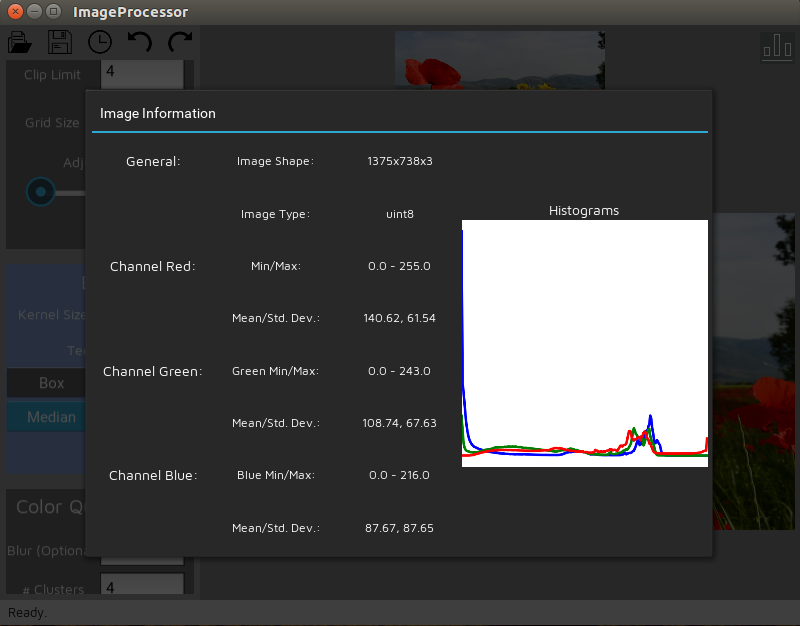 ImageProcessor
Clip Limit 4
Grid Size
Adj
Image Information
General: Image Shape: 1375x738x3
Image Type: uint8
Histograms
Channel Red: Min/Max: 0.0 - 255.0
Mean/Std. Dev.: 140.62, 61.54
Channel Green: Green Min/Max: 0.0 - 243.0
Mean/Std. Dev.: 108.74, 67.63
Channel Blue: Blue Min/Max: 0.0 - 216.0
Mean/Std. Dev.: 87.67, 87.65
Kernel Size
Box
Median
Color
Blur (Optional
# Clusters 4
Ready.